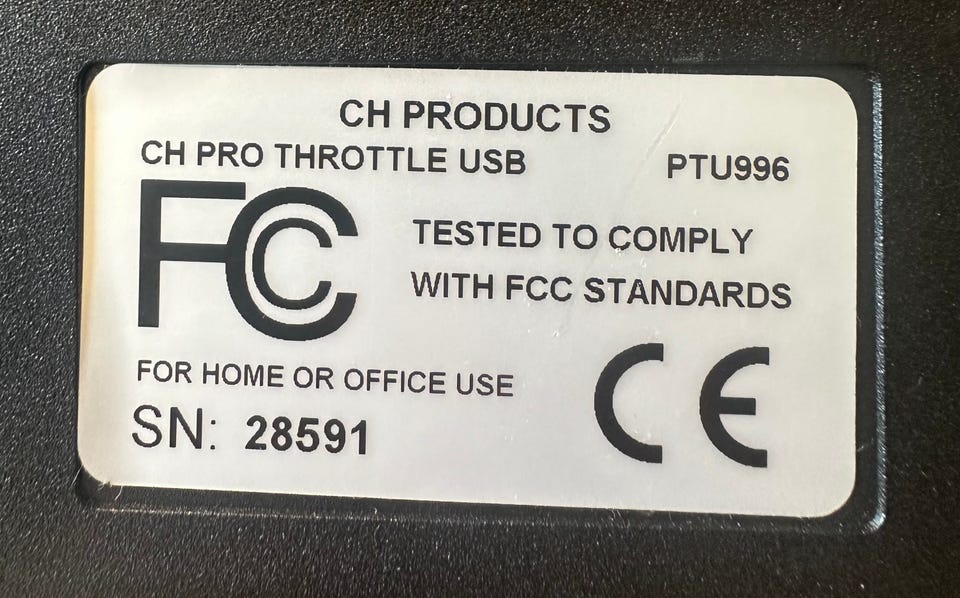 CH PRODUCTS
CH PRO THROTTLE USB PTU996
FC
TESTED TO COMPLY
WITH FCC STANDARDS
FOR HOME OR OFFICE USE
CE
SN: 28591